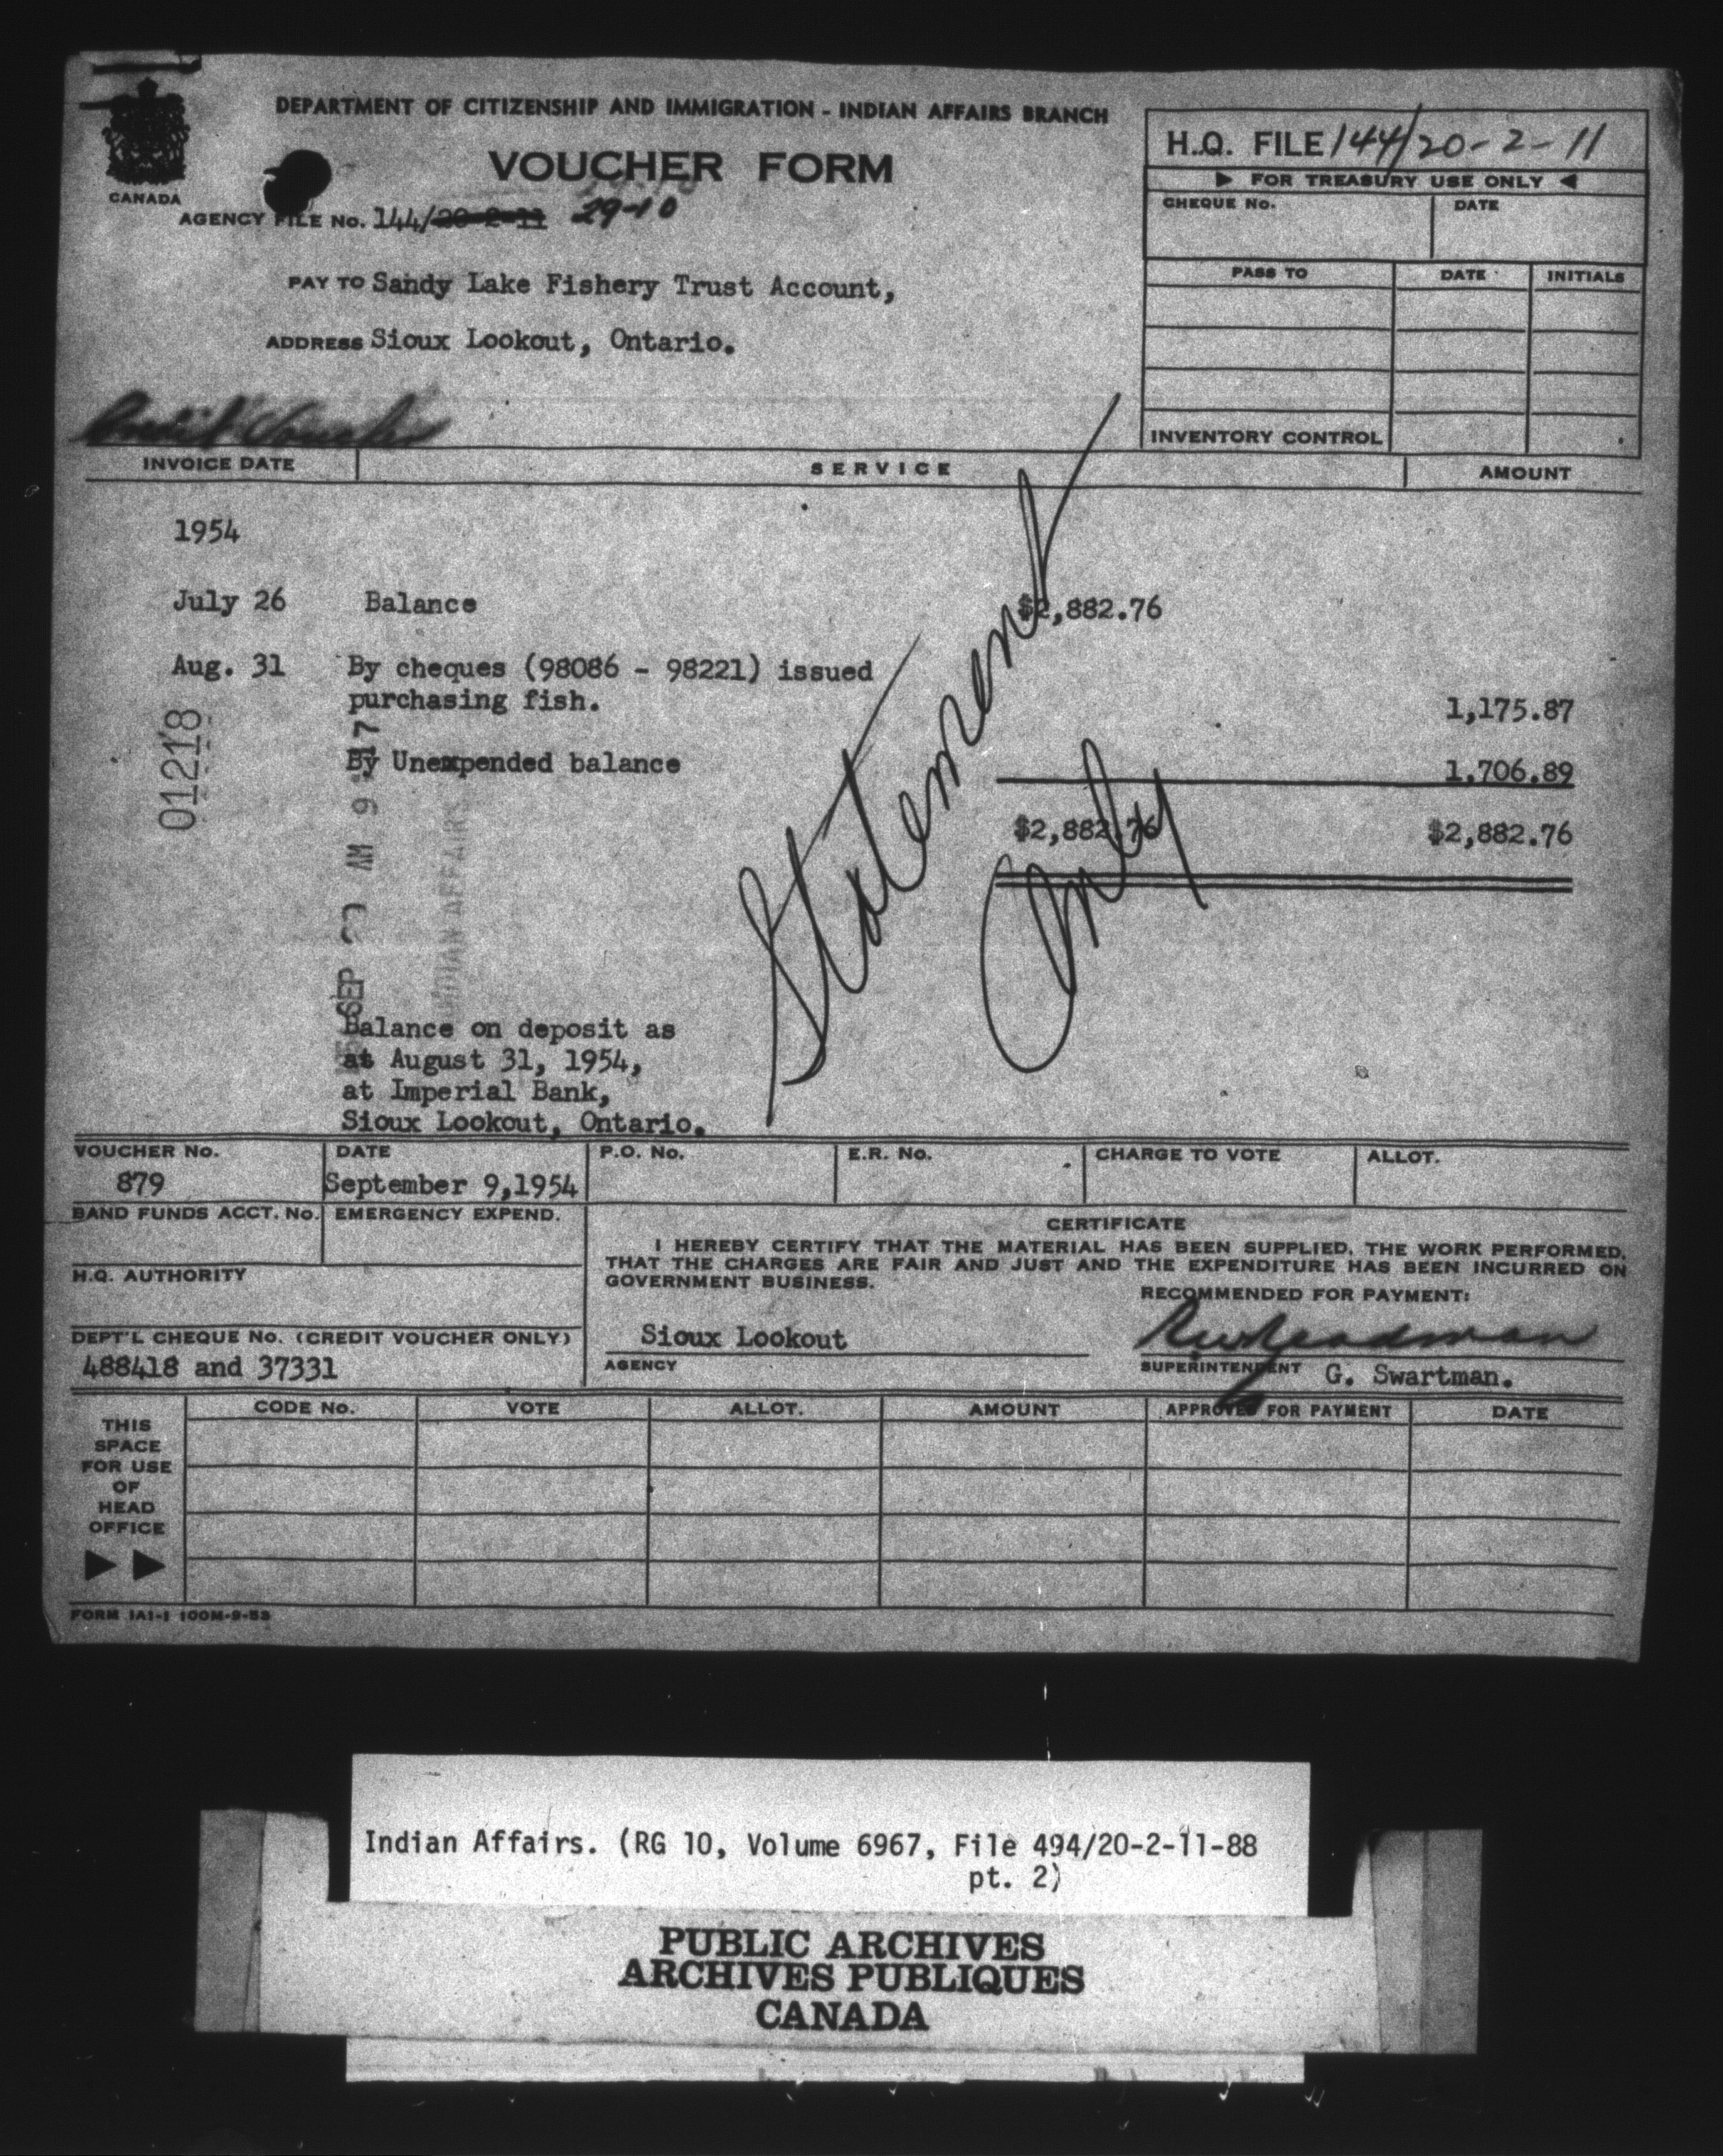 DEPARTMENT OF CITIZENSHIP AND IMMIGRATION - INDIAN AFFAIRS BRANCH
VOUCHER FORM
CANADA
AGENCY FILE No. 144/20-2-11 29-10
H.Q. FILE 144/20-2-11
FOR TREASURY USE ONLY
CHEQUE No. DATE
PASS TO DATE INITIALS
INVENTORY CONTROL
PAY TO Sandy Lake Fishery Trust Account,
ADDRESS Sioux Lookout, Ontario.
Credit Voucher
INVOICE DATE SERVICE AMOUNT
1954
July 26 Balance $2,882.76
Aug. 31 By cheques (98086 - 98221) issued
purchasing fish. 1,175.87
By Unexpended balance 1,706.89
$2,882.76 $2,882.76
Statement
Only
01218
SEP AM 9 17
INDIAN AFFAIRS
Balance on deposit as
at August 31, 1954,
at Imperial Bank,
Sioux Lookout, Ontario.
VOUCHER No. DATE P.O. No. E.R. No. CHARGE TO VOTE ALLOT.
879 September 9,1954
BAND FUNDS ACCT. No. EMERGENCY EXPEND.
H.Q. AUTHORITY
DEPT'L CHEQUE No. (CREDIT VOUCHER ONLY)
488418 and 37331
CERTIFICATE
I HEREBY CERTIFY THAT THE MATERIAL HAS BEEN SUPPLIED, THE WORK PERFORMED,
THAT THE CHARGES ARE FAIR AND JUST AND THE EXPENDITURE HAS BEEN INCURRED ON
GOVERNMENT BUSINESS.
RECOMMENDED FOR PAYMENT:
Sioux Lookout
AGENCY
SUPERINTENDENT G. Swartman.
THIS
SPACE
FOR USE
OF
HEAD
OFFICE
CODE No. VOTE ALLOT. AMOUNT APPROVED FOR PAYMENT DATE
FORM 1A1-1 100M-9-53
Indian Affairs. (RG 10, Volume 6967, File 494/20-2-11-88
pt. 2)
PUBLIC ARCHIVES
ARCHIVES PUBLIQUES
CANADA